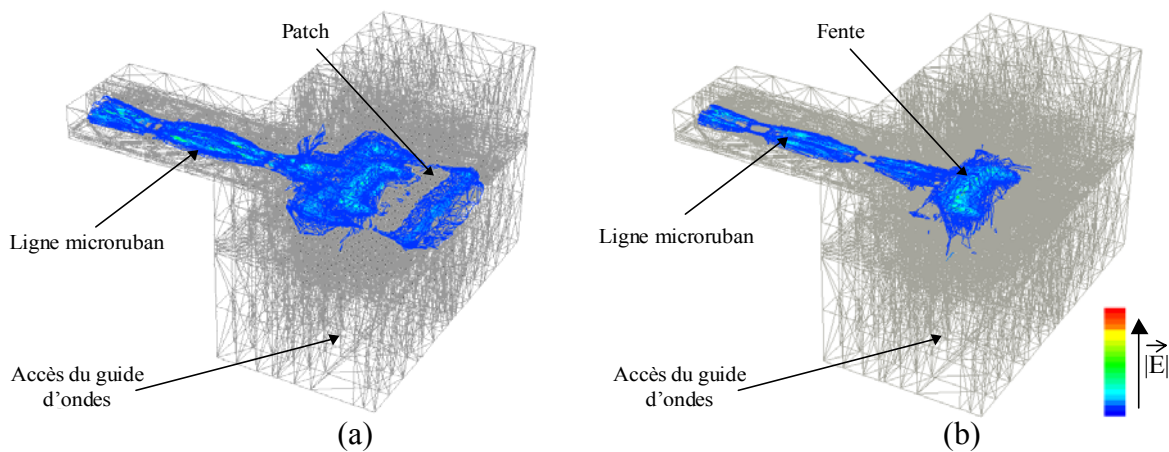 Patch
Ligne microruban
Accès du guide
d'ondes
(a)
Fente
Ligne microruban
Accès du guide
d'ondes
(b)
|E|